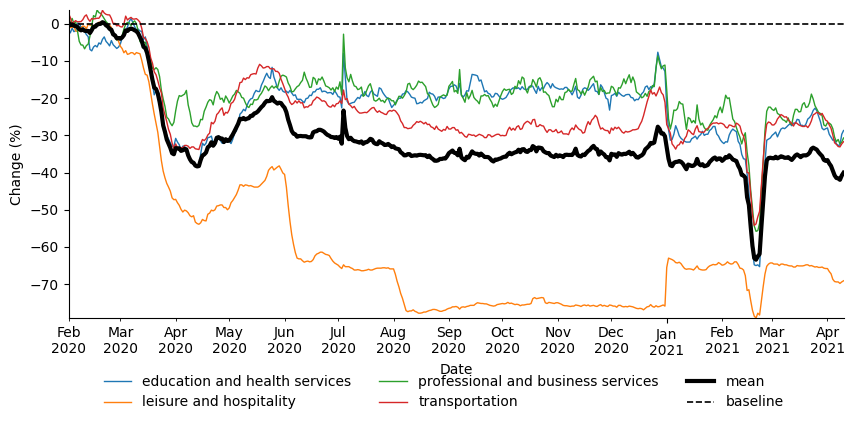 0
−10
−20
−30
−40
−50
−60
−70
Change (%)
Feb Mar Apr May Jun Jul Aug Sep Oct Nov Dec Jan Feb Mar Apr
2020 2020 2020 2020 2020 2020 2020 2020 2020 2020 2020 2021 2021 2021 2021
Date
education and health services professional and business services mean
leisure and hospitality transportation baseline